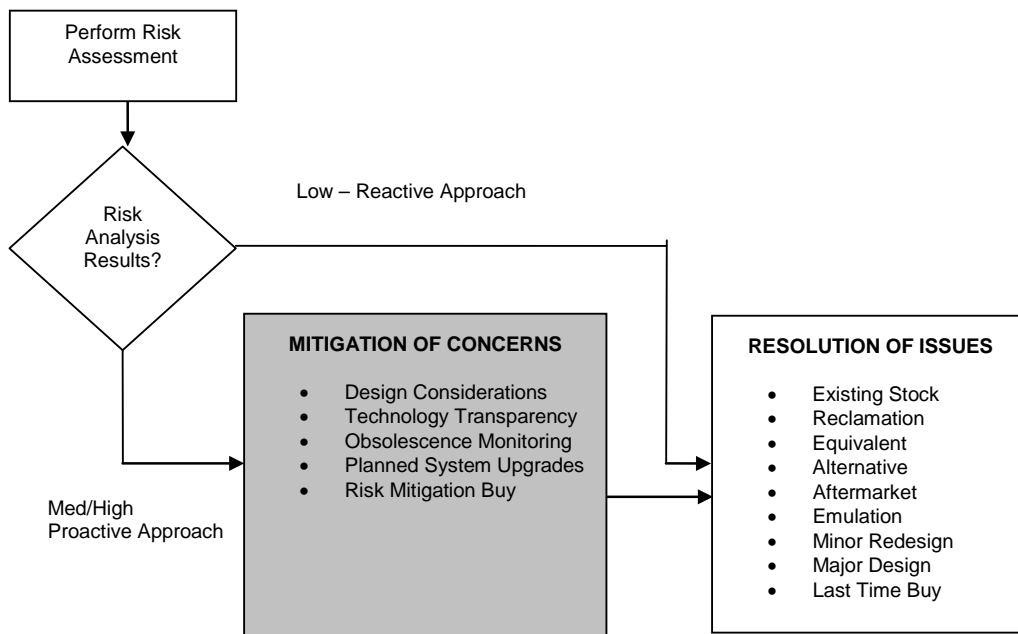 Perform Risk
Assessment
Risk
Analysis
Results?
Low – Reactive Approach
Med/High
Proactive Approach
MITIGATION OF CONCERNS
• Design Considerations
• Technology Transparency
• Obsolescence Monitoring
• Planned System Upgrades
• Risk Mitigation Buy
RESOLUTION OF ISSUES
• Existing Stock
• Reclamation
• Equivalent
• Alternative
• Aftermarket
• Emulation
• Minor Redesign
• Major Design
• Last Time Buy